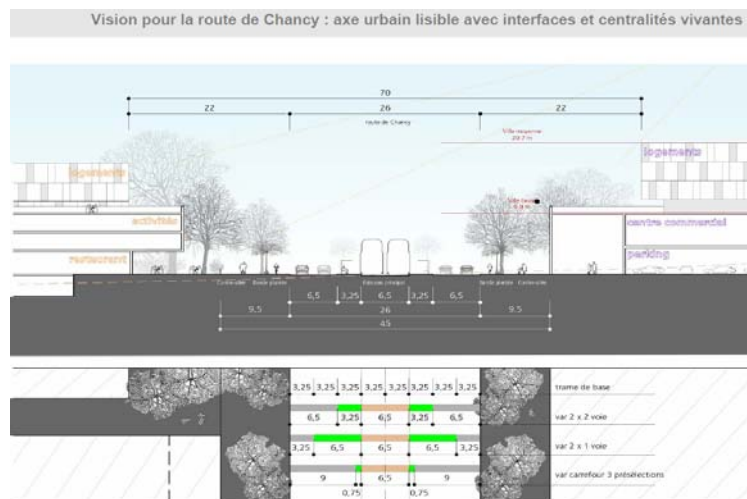 Vision pour la route de Chancy : axe urbain lisible avec interfaces et centralités vivantes
70
22 26 22
route de Chancy
Ville moyenne
logements logements
activités centre commercial
restaurant parking
Bande plantée
6,5 3,25 6,5 3,25 6,5
9.5 26 9.5
45
3,25 3,25 3,25 3,25 3,25 3,25 3,25 3,25 trame de base
6,5 3,25 6,5 3,25 6,5 var 2 x 2 voie
3,25 6,5 6,5 6,5 3,25 var 2 x 1 voie
9 6,5 9 var carrefour 3 présélections
0,75 0,75